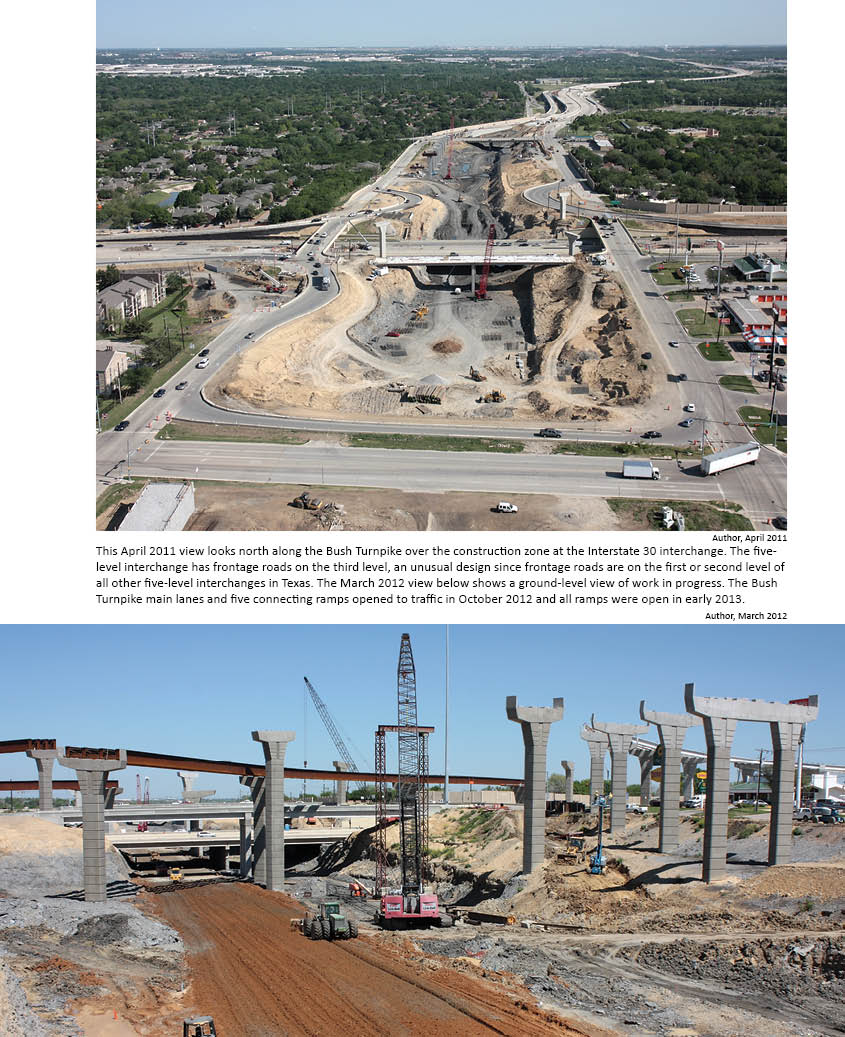 Author, April 2011
This April 2011 view looks north along the Bush Turnpike over the construction zone at the Interstate 30 interchange. The five-
level interchange has frontage roads on the third level, an unusual design since frontage roads are on the first or second level of
all other five-level interchanges in Texas. The March 2012 view below shows a ground-level view of work in progress. The Bush
Turnpike main lanes and five connecting ramps opened to traffic in October 2012 and all ramps were open in early 2013.
Author, March 2012